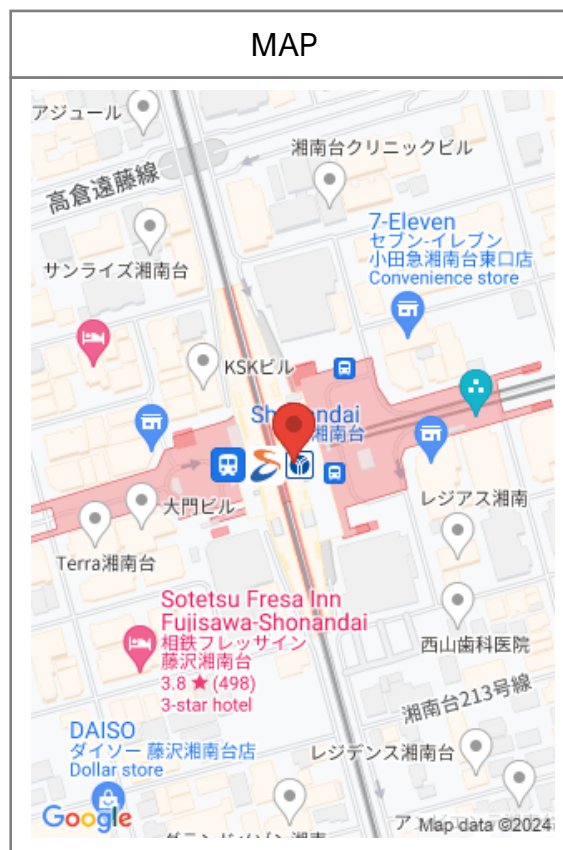 MAP
アジュール
湘南台クリニックビル
高倉遠藤線
7-Eleven
セブン-イレブン
小田急湘南台東口店
Convenience store
サンライズ湘南台
KSKビル
湘南台
大門ビル
レジアス湘南
Terra湘南台
Sotetsu Fresa Inn
Fujisawa-Shonandai
相鉄フレッサイン
藤沢湘南台
3.8 ★ (498)
3-star hotel
西山歯科医院
湘南台213号線
DAISO
ダイソー 藤沢湘南台店
Dollar store
レジデンス湘南台
Google
ア
Map data ©2024